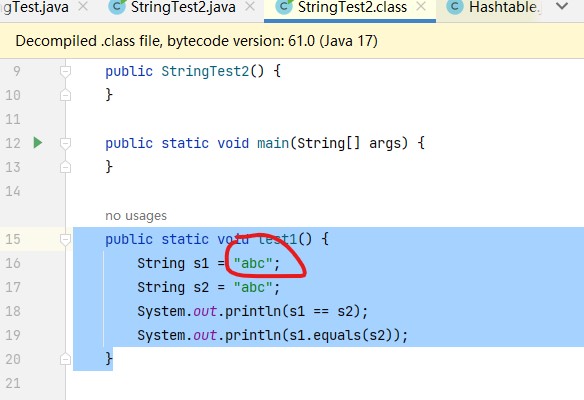 gTest.java StringTest2.java StringTest2.class Hashtable.
Decompiled .class file, bytecode version: 61.0 (Java 17)
9 public StringTest2() {
10 }
11
12 public static void main(String[] args) {
13 }
14
no usages
15 public static void test1() {
16 String s1 = "abc";
17 String s2 = "abc";
18 System.out.println(s1 == s2);
19 System.out.println(s1.equals(s2));
20 }
21